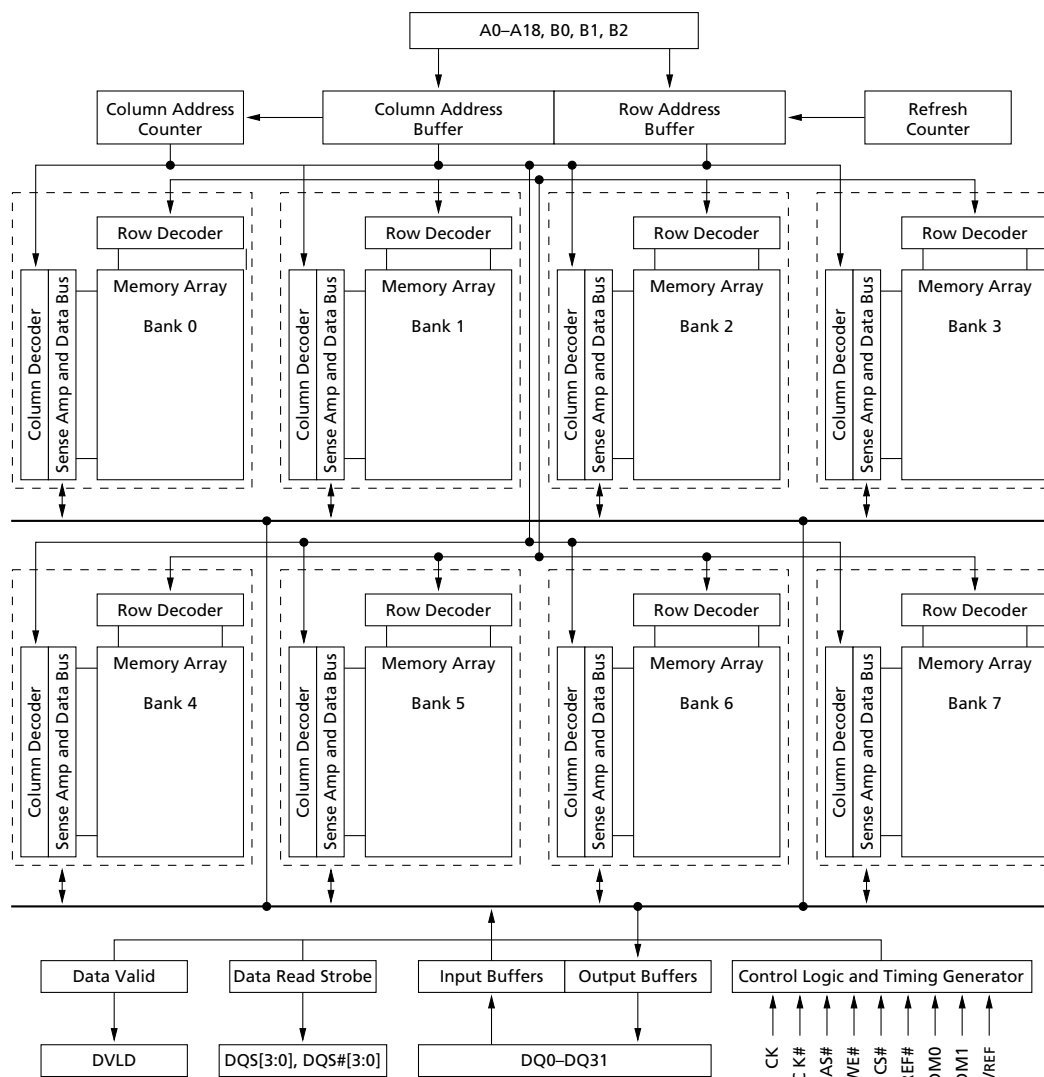 A0–A18, B0, B1, B2
Column Address
Counter
Column Address
Buffer
Row Address
Buffer
Refresh
Counter
Row Decoder
Row Decoder
Row Decoder
Row Decoder
Column Decoder
Sense Amp and Data Bus
Memory Array
Bank 0
Column Decoder
Sense Amp and Data Bus
Memory Array
Bank 1
Column Decoder
Sense Amp and Data Bus
Memory Array
Bank 2
Column Decoder
Sense Amp and Data Bus
Memory Array
Bank 3
Row Decoder
Row Decoder
Row Decoder
Row Decoder
Column Decoder
Sense Amp and Data Bus
Memory Array
Bank 4
Column Decoder
Sense Amp and Data Bus
Memory Array
Bank 5
Column Decoder
Sense Amp and Data Bus
Memory Array
Bank 6
Column Decoder
Sense Amp and Data Bus
Memory Array
Bank 7
Data Valid
Data Read Strobe
Input Buffers
Output Buffers
Control Logic and Timing Generator
DVLD
DQS[3:0], DQS#[3:0]
DQ0–DQ31
CK
CK#
AS#
WE#
CS#
REF#
DM0
DM1
VREF